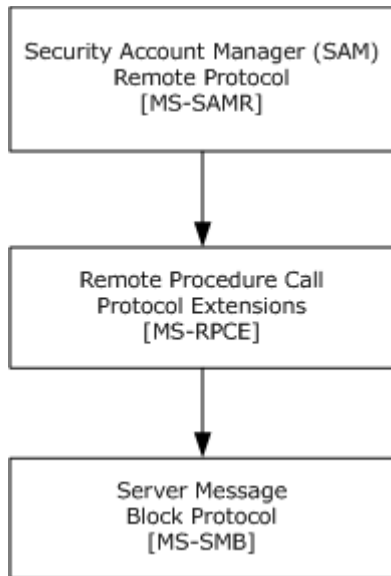 Security Account Manager (SAM)
Remote Protocol
[MS-SAMR]
Remote Procedure Call
Protocol Extensions
[MS-RPCE]
Server Message
Block Protocol
[MS-SMB]